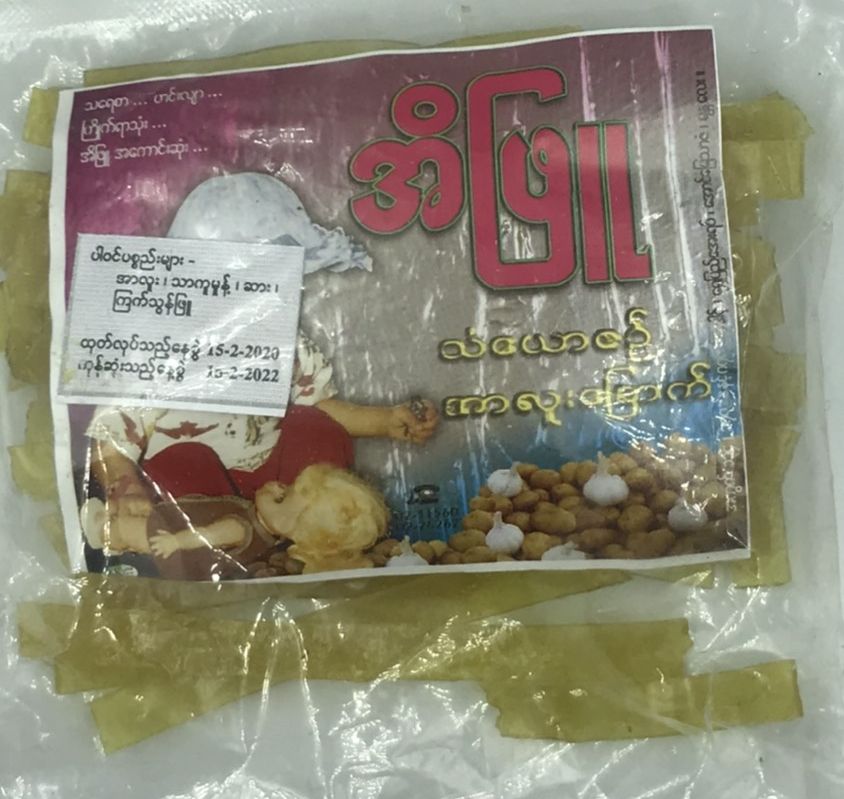 သရေစာ ... ဟင်းလျာ ...
ကြိုက်ရာသုံး ...
အိဖြူ အကောင်းဆုံး ...
အိဖြူ
ပါဝင်ပစ္စည်းများ -
အာလူး ၊ သာကူမှုန့် ၊ ဆား ၊
ကြက်သွန်ဖြူ
ထုတ်လုပ်သည့်နေ့စွဲ 15-2-2020
ကုန်ဆုံးသည့်နေ့စွဲ 15-2-2022
သံယောဇဉ်
အာလူးခြောက်